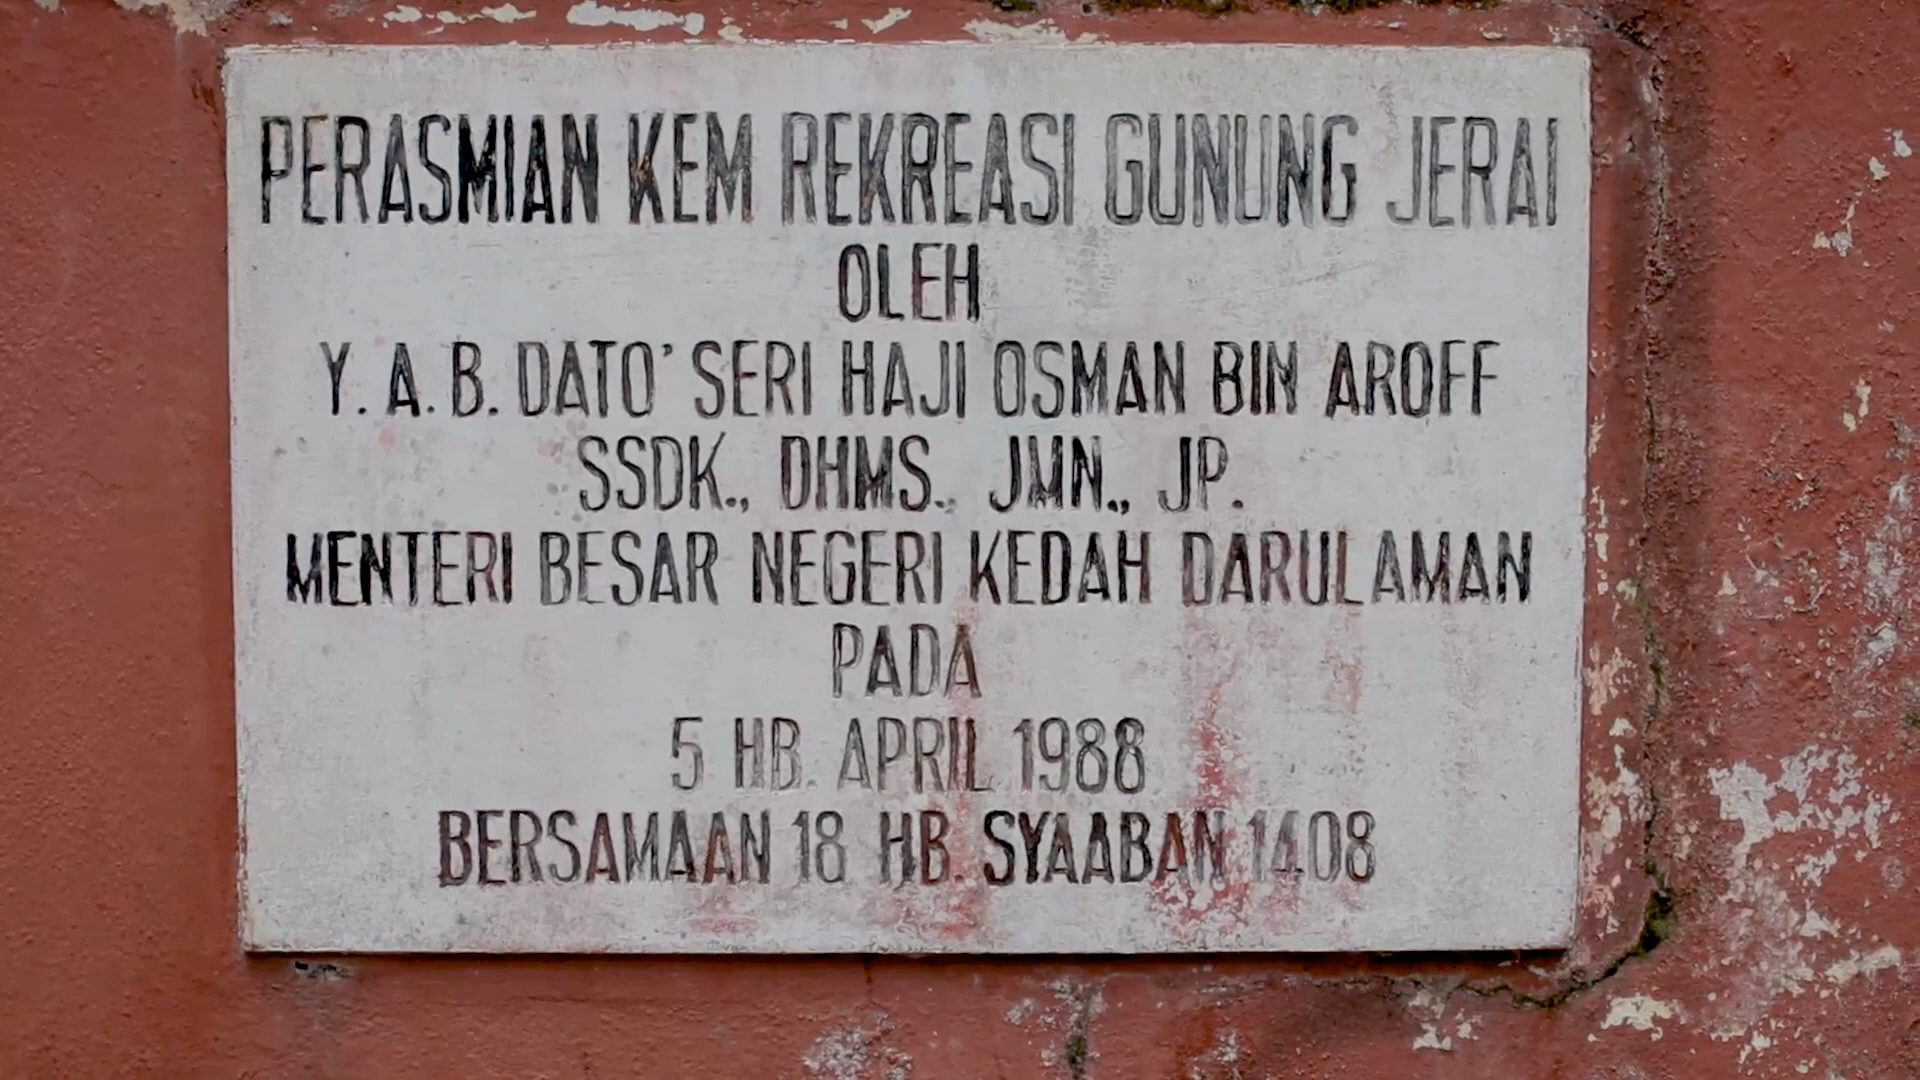 PERASMIAN KEM REKREASI GUNUNG JERAI
OLEH
Y. A. B. DATO' SERI HAJI OSMAN BIN AROFF
SSDK., DHMS., JMN., JP.
MENTERI BESAR NEGERI KEDAH DARULAMAN
PADA
5 HB. APRIL 1988
BERSAMAAN 18 HB. SYAABAN 1408